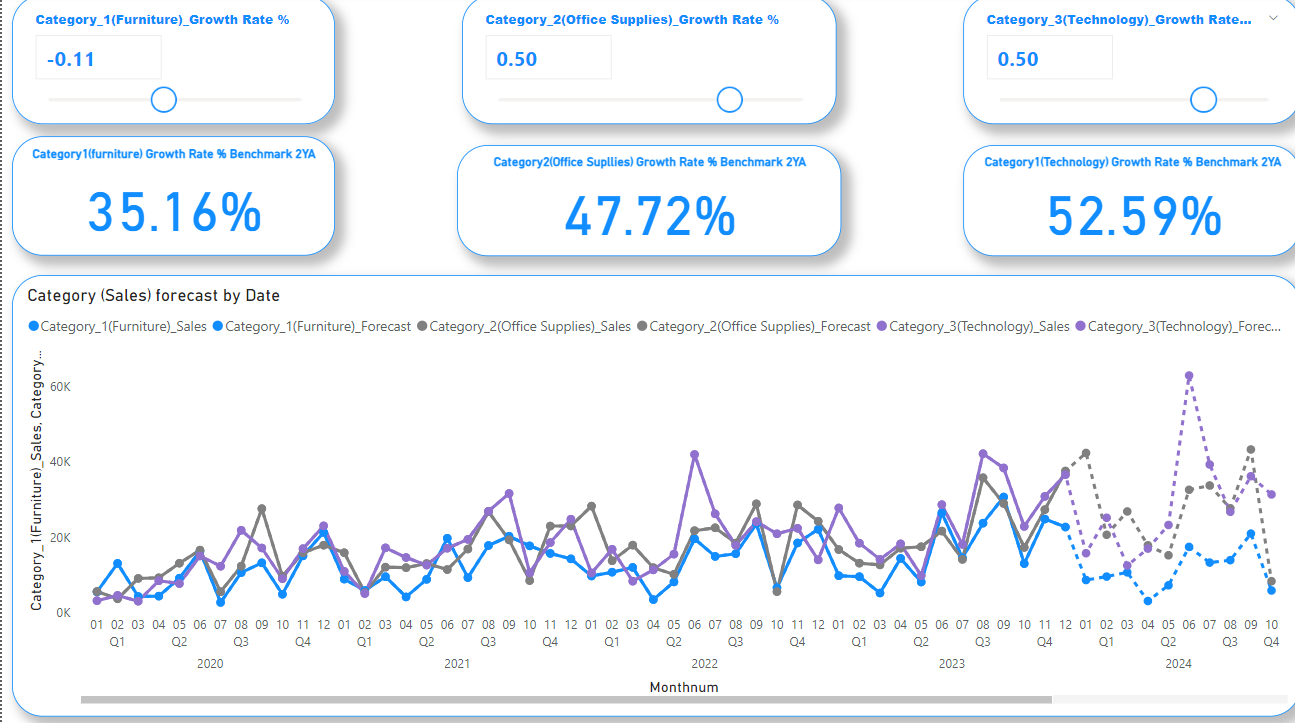 Category_1(Furniture)_Growth Rate %
Category_2(Office Supplies)_Growth Rate %
Category_3(Technology)_Growth Rate...
-0.11
0.50
0.50
Category1(furniture) Growth Rate % Benchmark 2YA
Category2(Office Supllies) Growth Rate % Benchmark 2YA
Category1(Technology) Growth Rate % Benchmark 2YA
35.16%
47.72%
52.59%
Category (Sales) forecast by Date
Category_1(Furniture)_Sales Category_1(Furniture)_Forecast Category_2(Office Supplies)_Sales Category_2(Office Supplies)_Forecast Category_3(Technology)_Sales Category_3(Technology)_Forec...
Category_1(Furniture)_Sales, Category...
60K
40K
20K
0K
01 02 03 04 05 06 07 08 09 10 11 12 01 02 03 04 05 06 07 08 09 10 11 12 01 02 03 04 05 06 07 08 09 10 11 12 01 02 03 04 05 06 07 08 09 10 11 12 01 02 03 04 05 06 07 08 09 10
Q1 Q2 Q3 Q4 Q1 Q2 Q3 Q4 Q1 Q2 Q3 Q4 Q1 Q2 Q3 Q4 Q1 Q2 Q3 Q4
2020 2021 2022 2023 2024
Monthnum